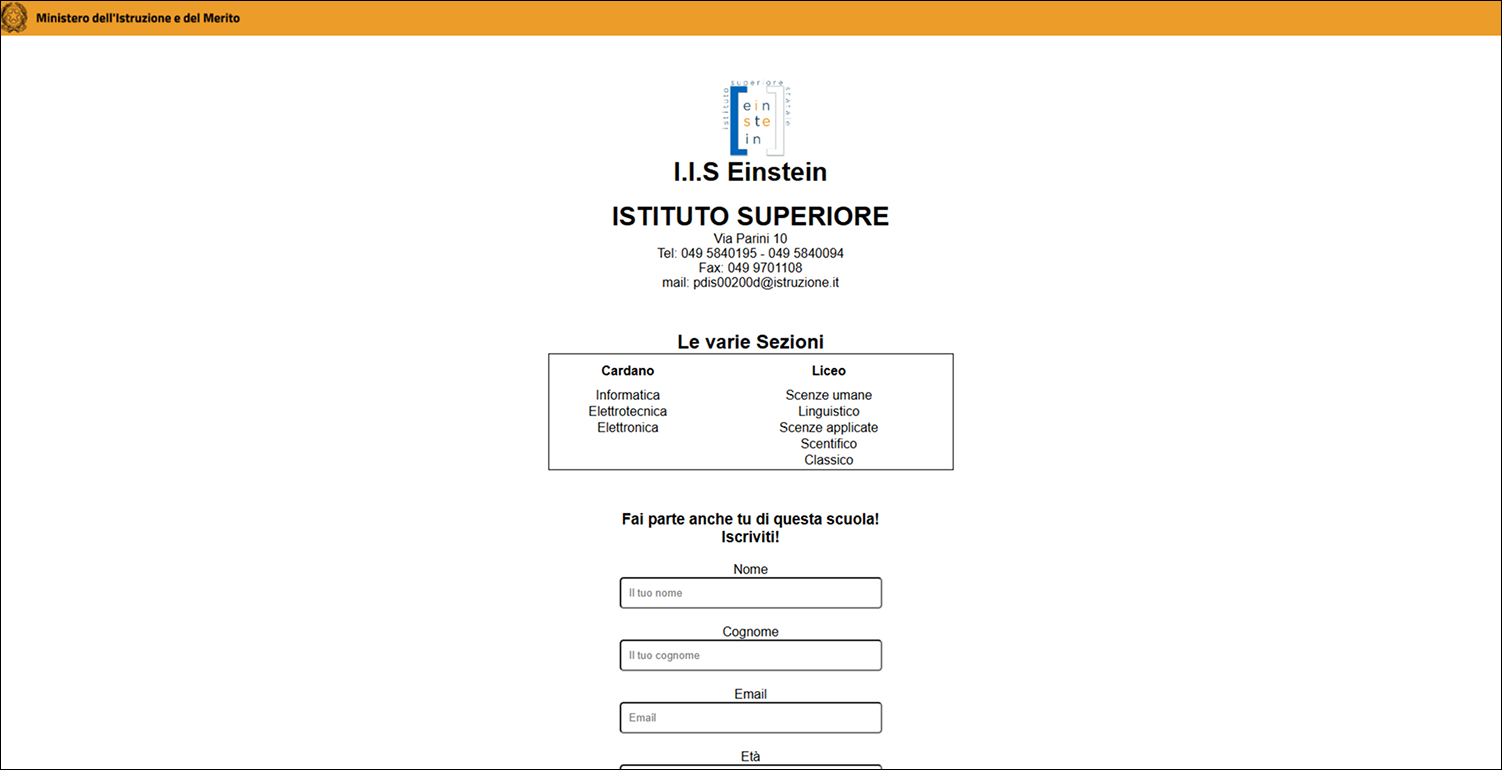 Ministero dell'Istruzione e del Merito
istituto superiore statale
ein
ste
in
I.I.S Einstein
ISTITUTO SUPERIORE
Via Parini 10
Tel: 049 5840195 - 049 5840094
Fax: 049 9701108
mail: pdis00200d@istruzione.it
Le varie Sezioni
Cardano Liceo
Informatica Scenze umane
Elettrotecnica Linguistico
Elettronica Scenze applicate
Scentifico
Classico
Fai parte anche tu di questa scuola!
Iscriviti!
Nome
Il tuo nome
Cognome
Il tuo cognome
Email
Email
Età